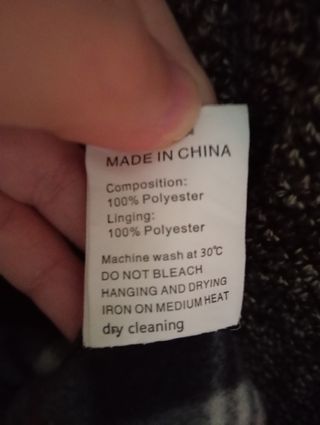 MADE IN CHINA
Composition:
100% Polyester
Linging:
100% Polyester
Machine wash at 30℃
DO NOT BLEACH
HANGING AND DRYING
IRON ON MEDIUM HEAT
dry cleaning